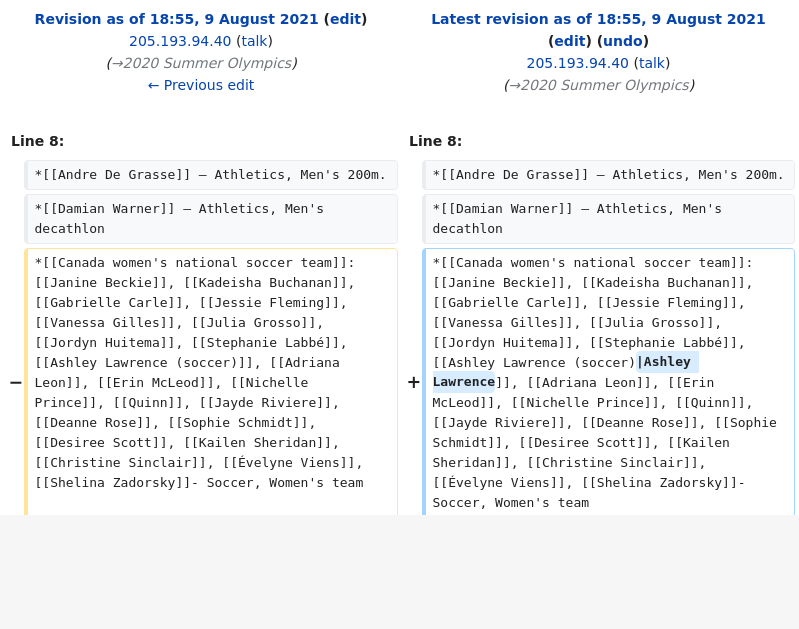 Revision as of 18:55, 9 August 2021 (edit)
205.193.94.40 (talk)
(→2020 Summer Olympics)
← Previous edit
Latest revision as of 18:55, 9 August 2021
(edit) (undo)
205.193.94.40 (talk)
(→2020 Summer Olympics)
Line 8:
Line 8:
*[[Andre De Grasse]] – Athletics, Men's 200m.
*[[Andre De Grasse]] – Athletics, Men's 200m.
*[[Damian Warner]] – Athletics, Men's
decathlon
*[[Damian Warner]] – Athletics, Men's
decathlon
−
*[[Canada women's national soccer team]]:
[[Janine Beckie]], [[Kadeisha Buchanan]],
[[Gabrielle Carle]], [[Jessie Fleming]],
[[Vanessa Gilles]], [[Julia Grosso]],
[[Jordyn Huitema]], [[Stephanie Labbé]],
[[Ashley Lawrence (soccer)]], [[Adriana
Leon]], [[Erin McLeod]], [[Nichelle
Prince]], [[Quinn]], [[Jayde Riviere]],
[[Deanne Rose]], [[Sophie Schmidt]],
[[Desiree Scott]], [[Kailen Sheridan]],
[[Christine Sinclair]], [[Évelyne Viens]],
[[Shelina Zadorsky]]- Soccer, Women's team
+
*[[Canada women's national soccer team]]:
[[Janine Beckie]], [[Kadeisha Buchanan]],
[[Gabrielle Carle]], [[Jessie Fleming]],
[[Vanessa Gilles]], [[Julia Grosso]],
[[Jordyn Huitema]], [[Stephanie Labbé]],
[[Ashley Lawrence (soccer)|Ashley
Lawrence]], [[Adriana Leon]], [[Erin
McLeod]], [[Nichelle Prince]], [[Quinn]],
[[Jayde Riviere]], [[Deanne Rose]], [[Sophie
Schmidt]], [[Desiree Scott]], [[Kailen
Sheridan]], [[Christine Sinclair]],
[[Évelyne Viens]], [[Shelina Zadorsky]]-
Soccer, Women's team